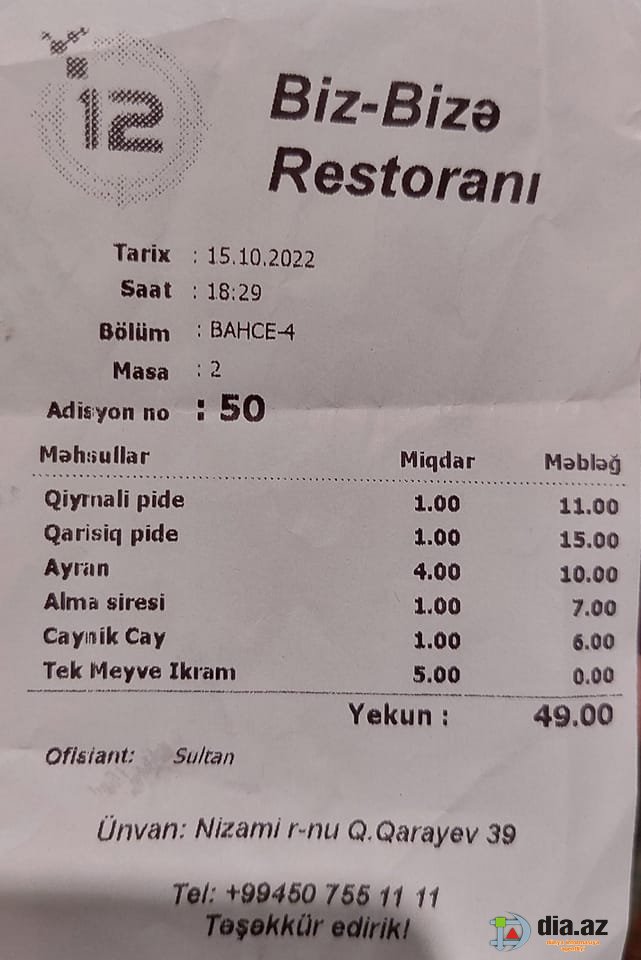 12
Biz-Bizə
Restoranı
Tarix : 15.10.2022
Saat : 18:29
Bölüm : BAHCE-4
Masa : 2
Adisyon no : 50
Məhsullar Miqdar Məbləğ
Qiymali pide 1.00 11.00
Qarisiq pide 1.00 15.00
Ayran 4.00 10.00
Alma siresi 1.00 7.00
Caynik Cay 1.00 6.00
Tek Meyve Ikram 5.00 0.00
Yekun : 49.00
Ofisiant: Sultan
Ünvan: Nizami r-nu Q.Qarayev 39
Tel: +99450 755 11 11
Təşəkkür edirik!
dia.az